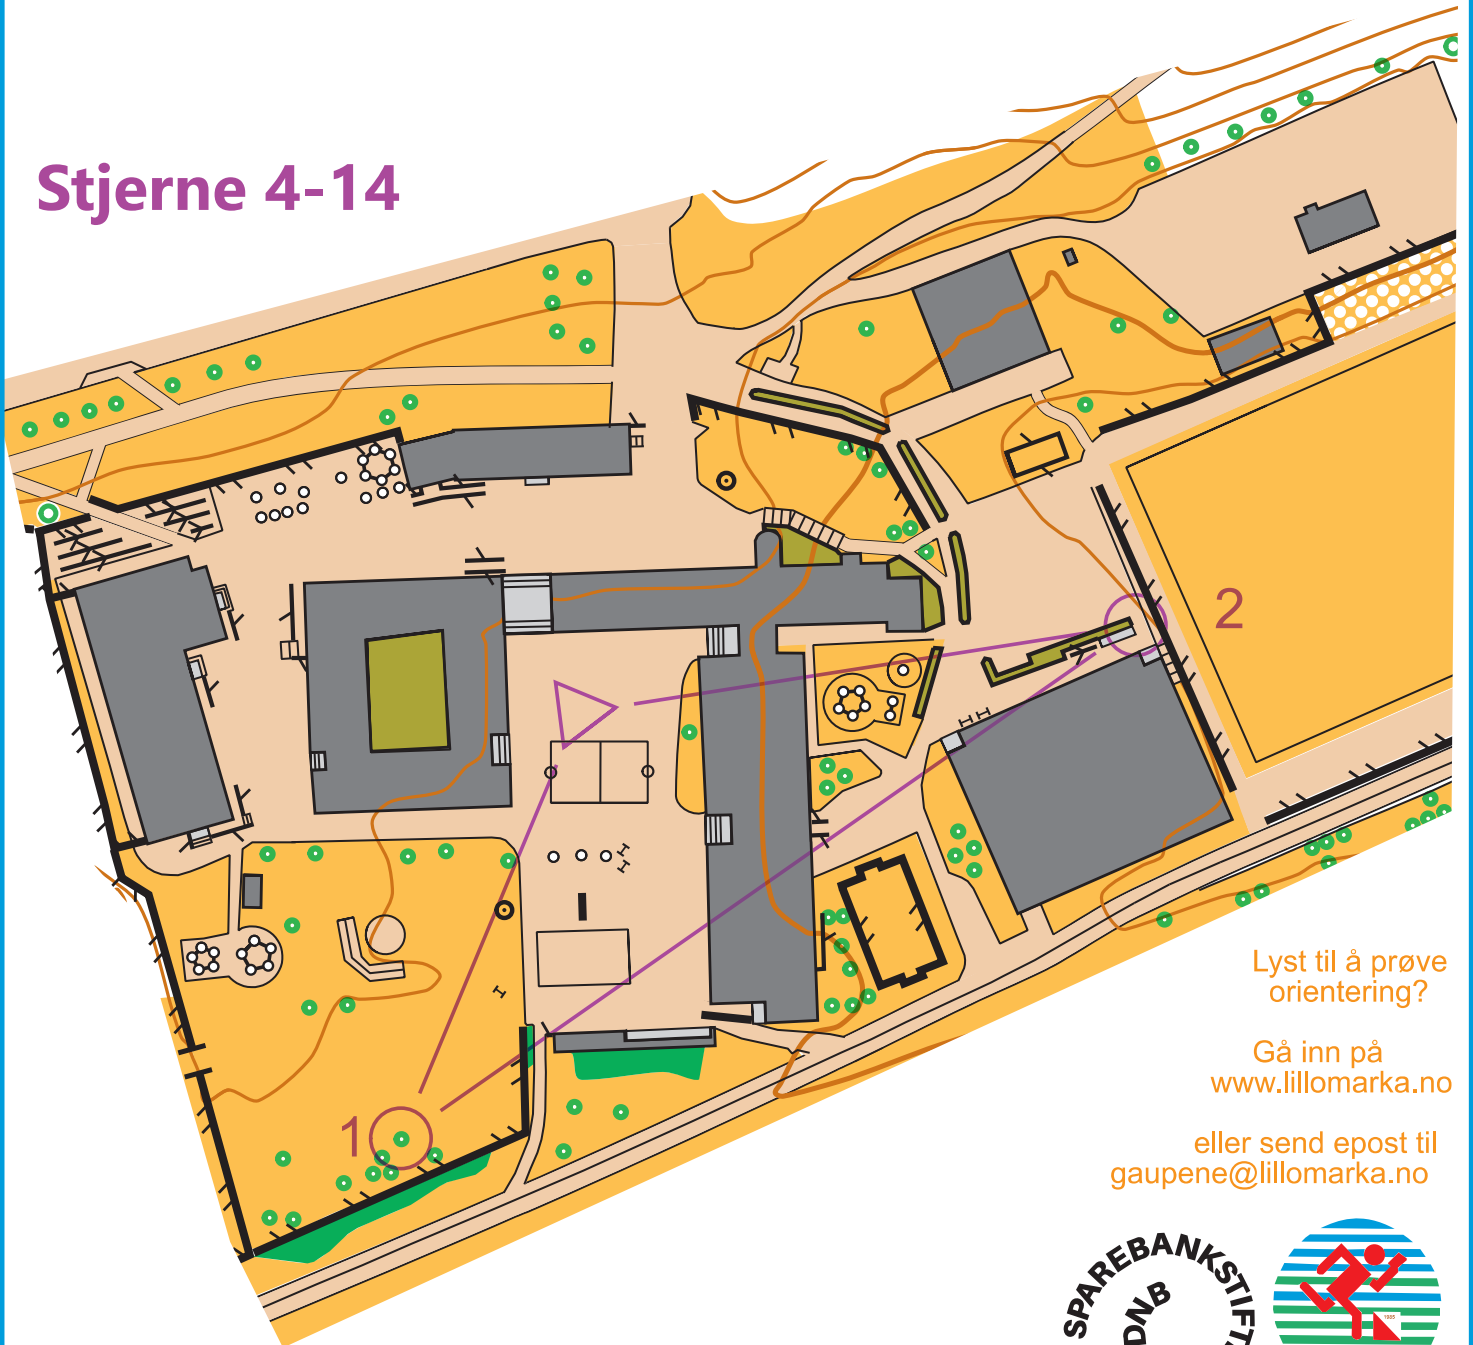 Stjerne 4-14
2
1
Lyst til å prøve
orientering?
Gå inn på
www.lillomarka.no
eller send epost til
gaupene@lillomarka.no
DNB
1985